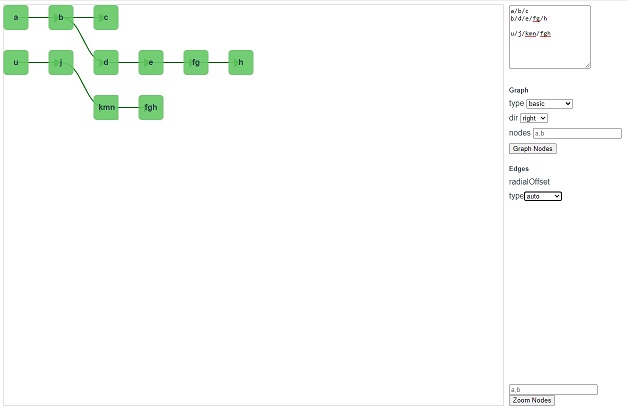 a b c
u j d e fg h
kmn fgh
a/b/c
b/d/e/fg/h
u/j/kmn/fgh
Graph
type basic
dir right
nodes a,b
Graph Nodes
Edges
radialOffset
type auto
a,b
Zoom Nodes